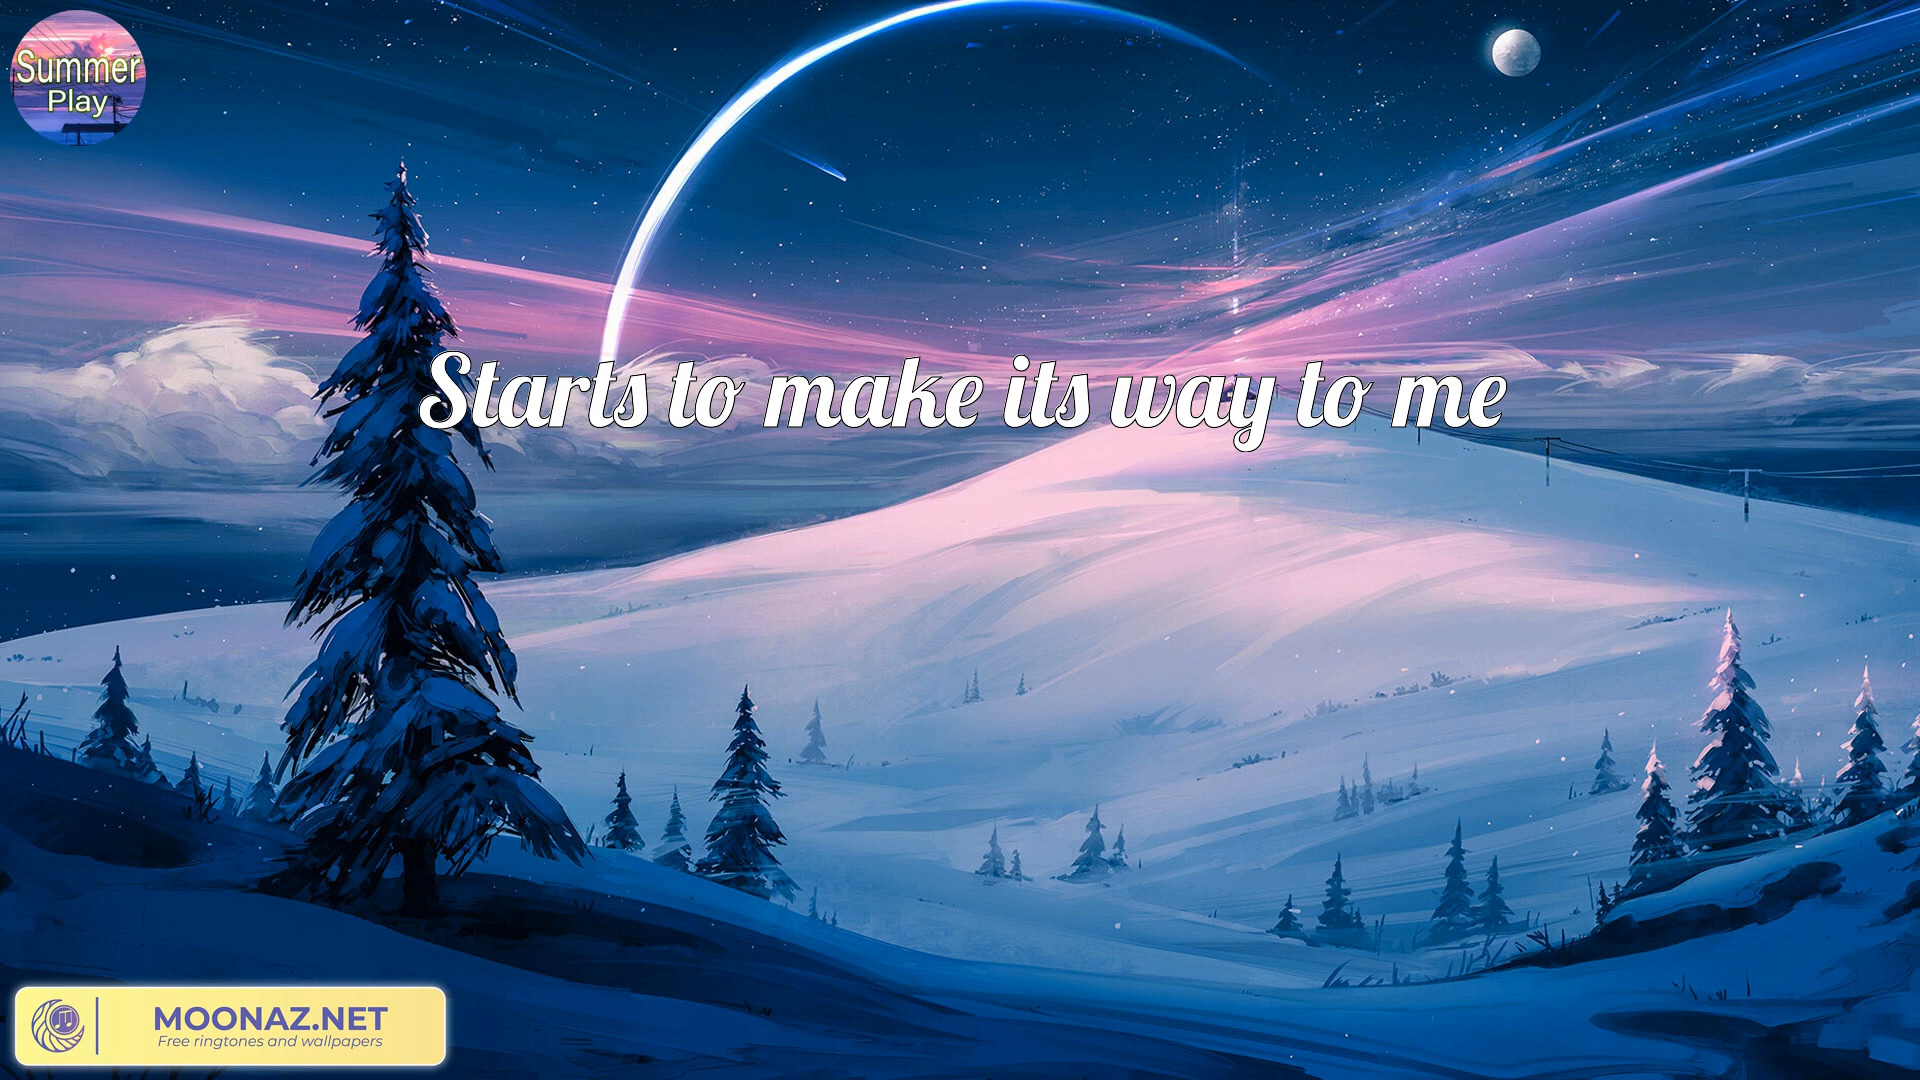 Summer
Play
Starts to make its way to me
MOONAZ.NET
Free ringtones and wallpapers